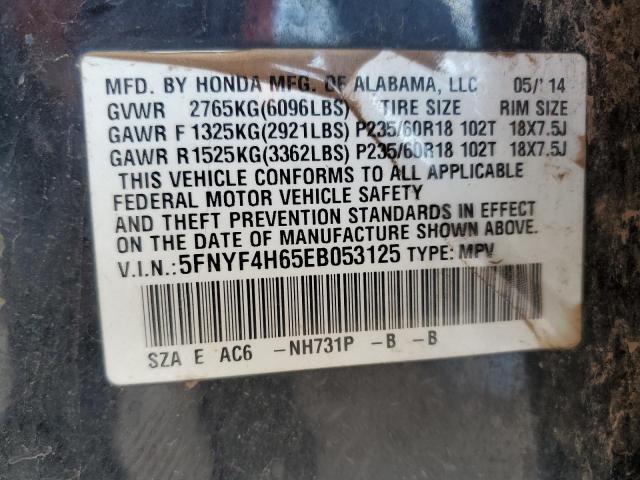 MFD. BY HONDA MFG. OF ALABAMA, LLC 05/14
GVWR 2765KG(6096LBS) TIRE SIZE RIM SIZE
GAWR F 1325KG(2921LBS) P235/60R18 102T 18X7.5J
GAWR R 1525KG(3362LBS) P235/60R18 102T 18X7.5J
THIS VEHICLE CONFORMS TO ALL APPLICABLE
FEDERAL MOTOR VEHICLE SAFETY
AND THEFT PREVENTION STANDARDS IN EFFECT
ON THE DATE OF MANUFACTURE SHOWN ABOVE.
V.I.N.:5FNYF4H65EB053125 TYPE: MPV
SZA E AC6 -NH731P -B -B